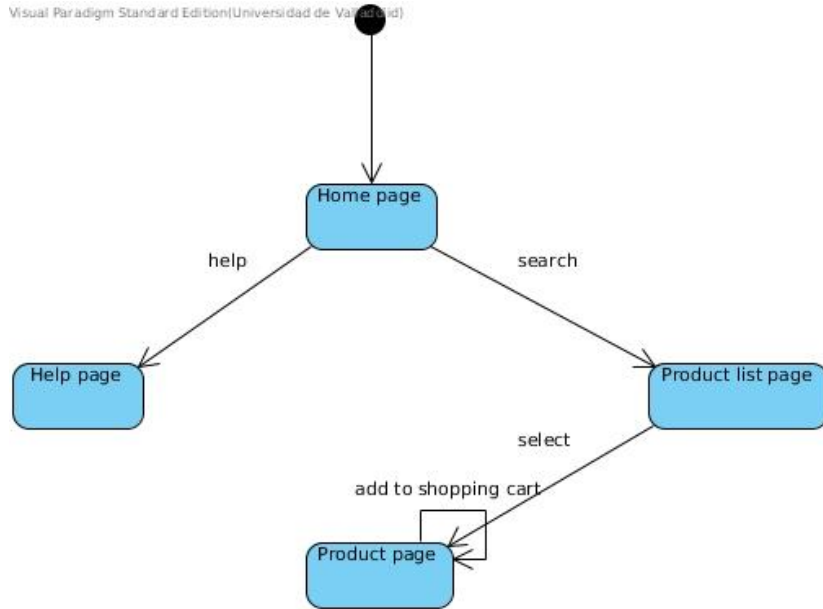 Visual Paradigm Standard Edition(Universidad de Valladolid)
Home page
help
search
Help page
Product list page
select
add to shopping cart
Product page